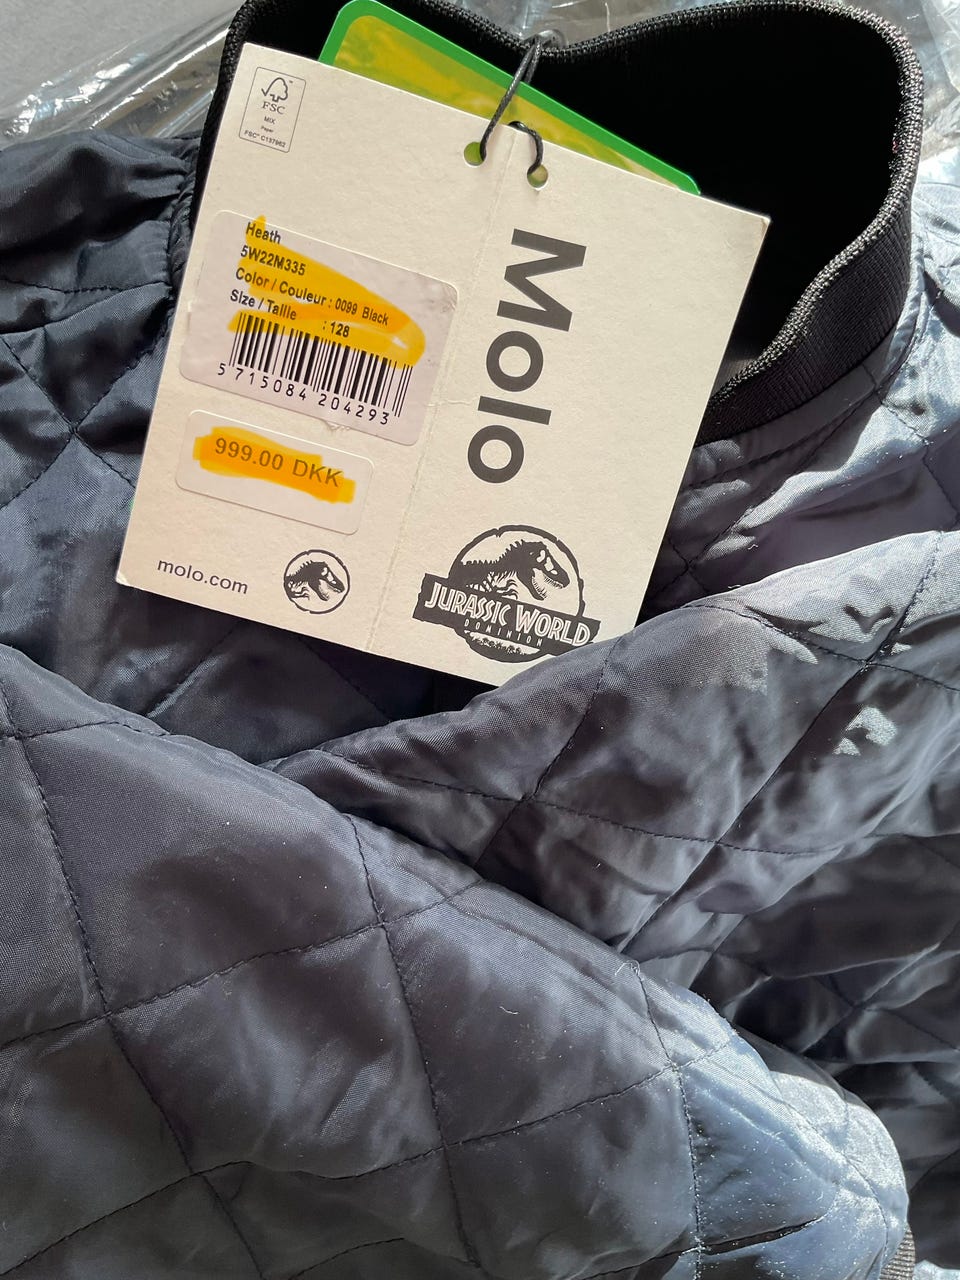 FSC
MIX
Paper
FSC® C137962
Heath
5W22M335
Color / Couleur : 0099 Black
Size / Taille : 128
5 715084 204293
999.00 DKK
molo.com
Molo
JURASSIC WORLD
DOMINION